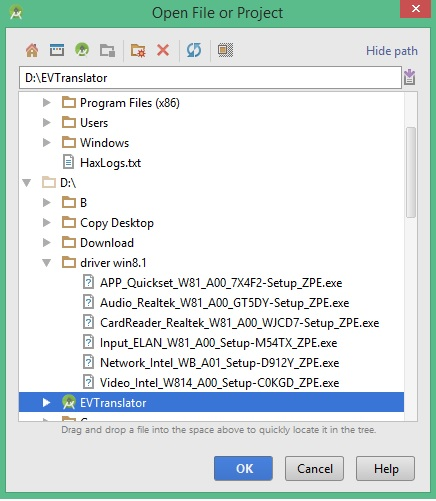 Open File or Project
Hide path
D:\EVTranslator
Program Files (x86)
Users
Windows
HaxLogs.txt
D:\
B
Copy Desktop
Download
driver win8.1
APP_Quickset_W81_A00_7X4F2-Setup_ZPE.exe
Audio_Realtek_W81_A00_GT5DY-Setup_ZPE.exe
CardReader_Realtek_W81_A00_WJCD7-Setup_ZPE.exe
Input_ELAN_W81_A00_Setup-M54TX_ZPE.exe
Network_Intel_WB_A01_Setup-D912Y_ZPE.exe
Video_Intel_W814_A00_Setup-C0KGD_ZPE.exe
EVTranslator
Drag and drop a file into the space above to quickly locate it in the tree.
OK
Cancel
Help